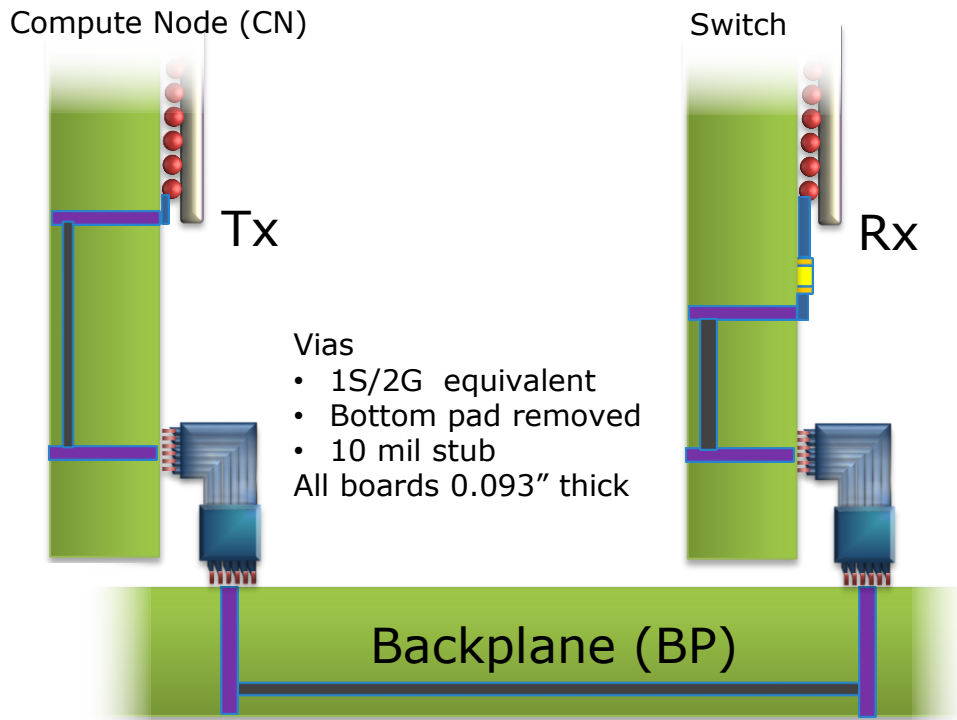 Compute Node (CN)
Switch
Tx
Rx
Vias
• 1S/2G equivalent
• Bottom pad removed
• 10 mil stub
All boards 0.093″ thick
Backplane (BP)